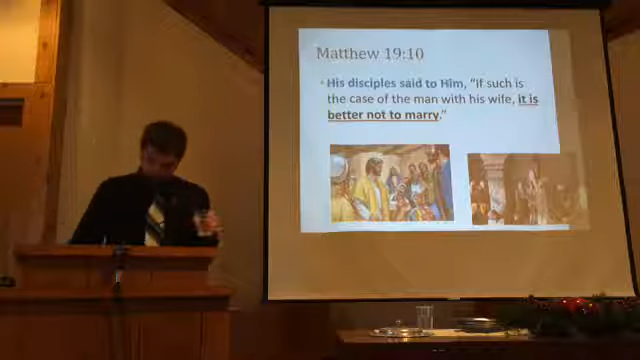 Matthew 19:10
His disciples said to Him, “If such is
the case of the man with his wife, it is
better not to marry.”